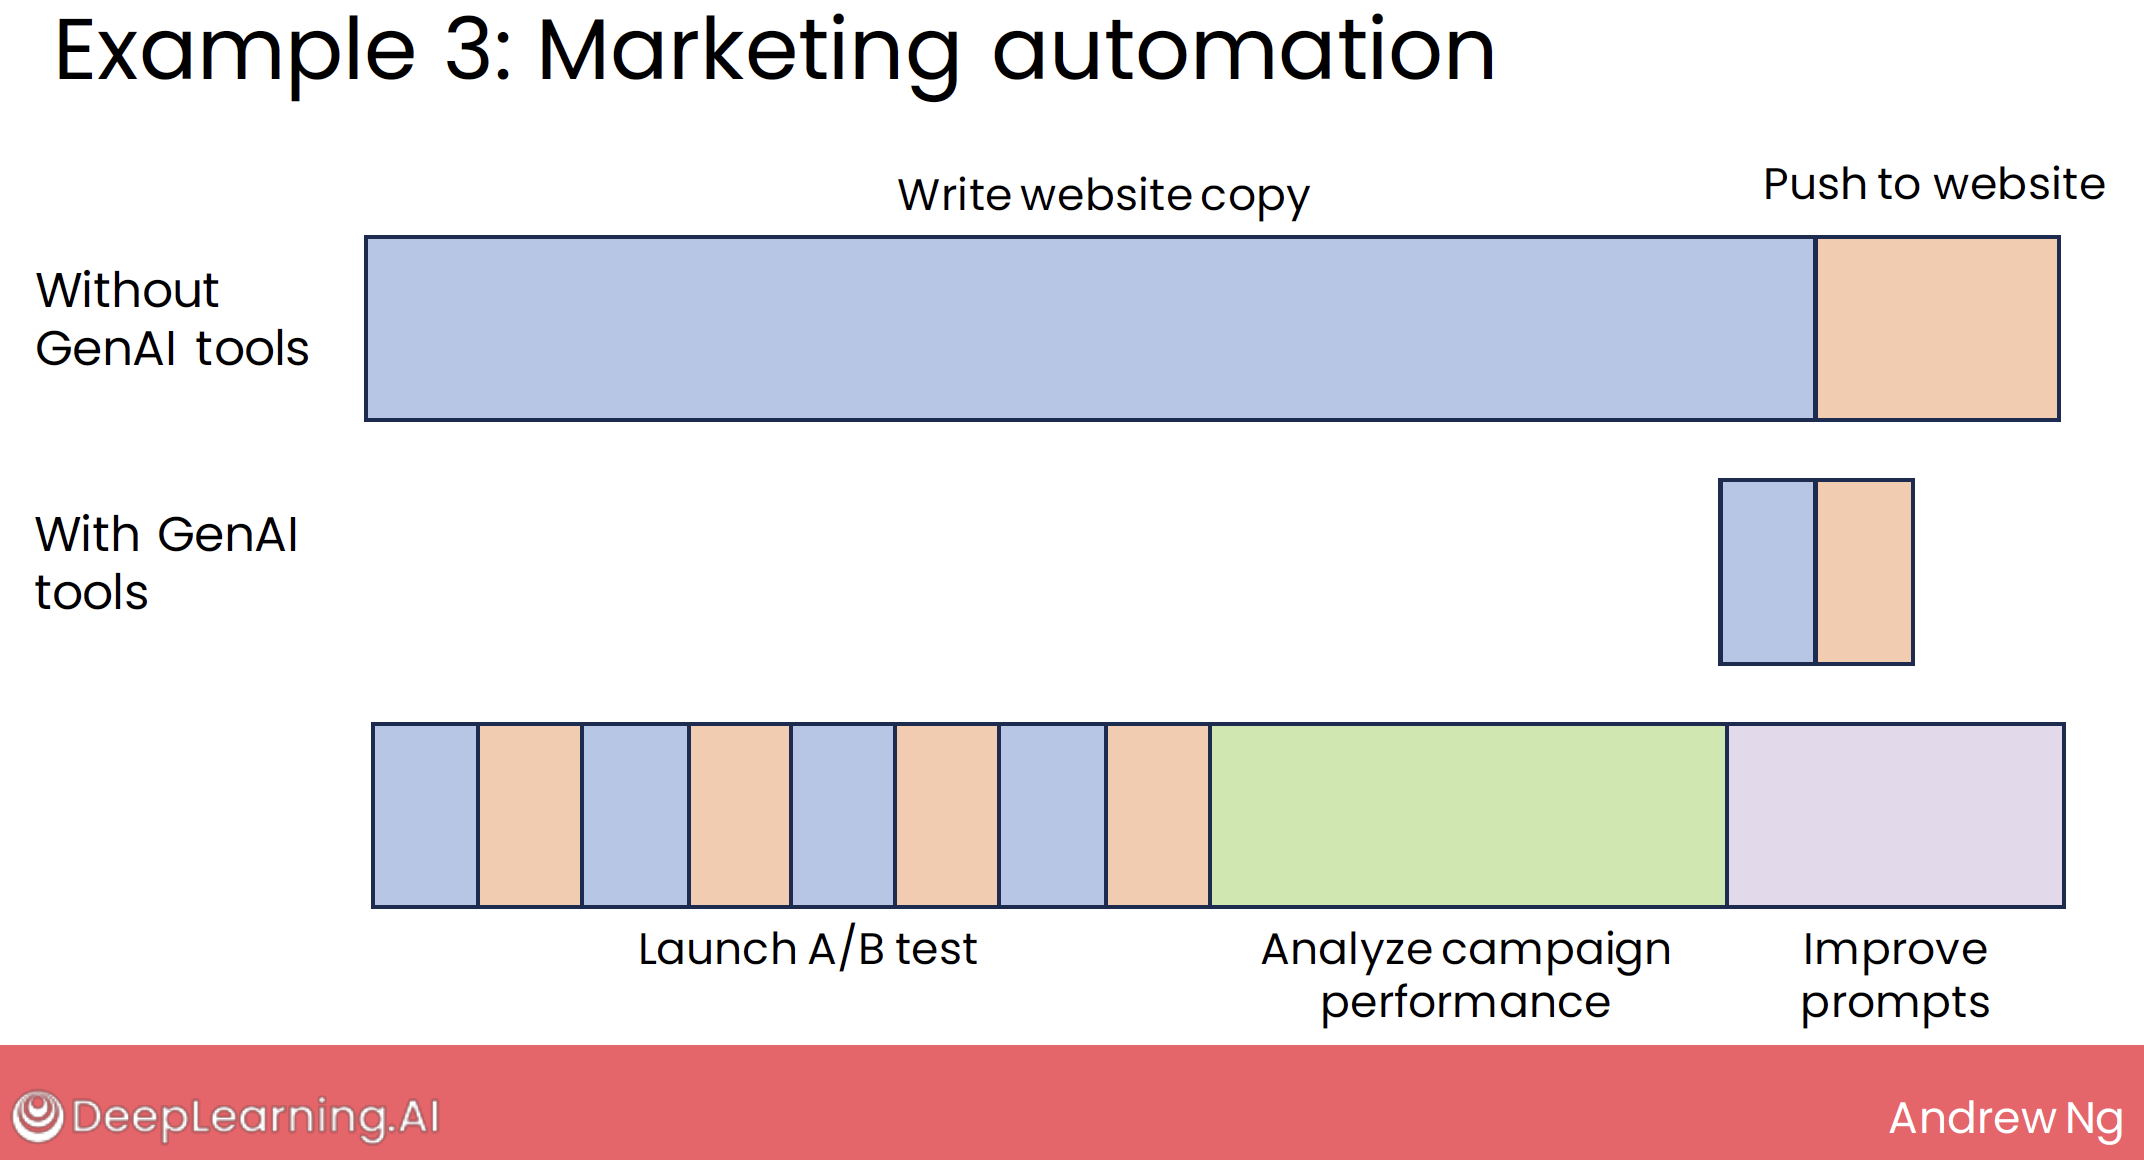 Example 3: Marketing automation
Write website copy
Push to website
Without
GenAI tools
With GenAI
tools
Launch A/B test
Analyze campaign
performance
Improve
prompts
DeepLearning.AI
Andrew Ng